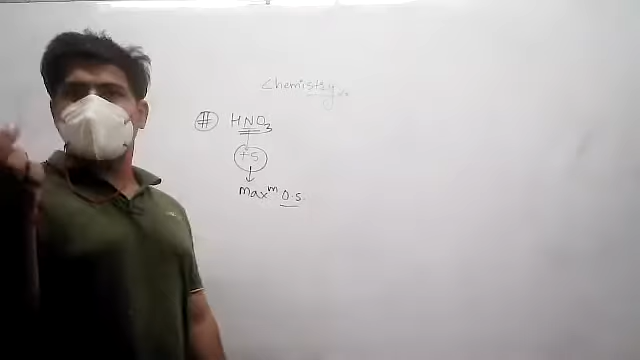 Chemistry
# HNO₃
+5
maxᵐ O.S.